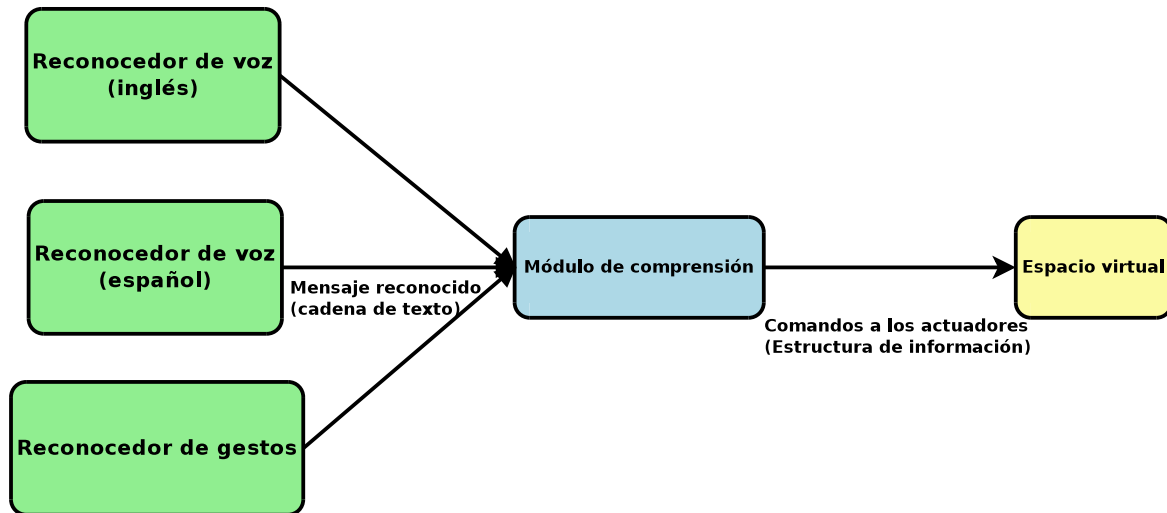 Reconocedor de voz
(inglés)
Reconocedor de voz
(español)
Mensaje reconocido
(cadena de texto)
Reconocedor de gestos
Módulo de comprensión
Comandos a los actuadores
(Estructura de información)
Espacio virtual